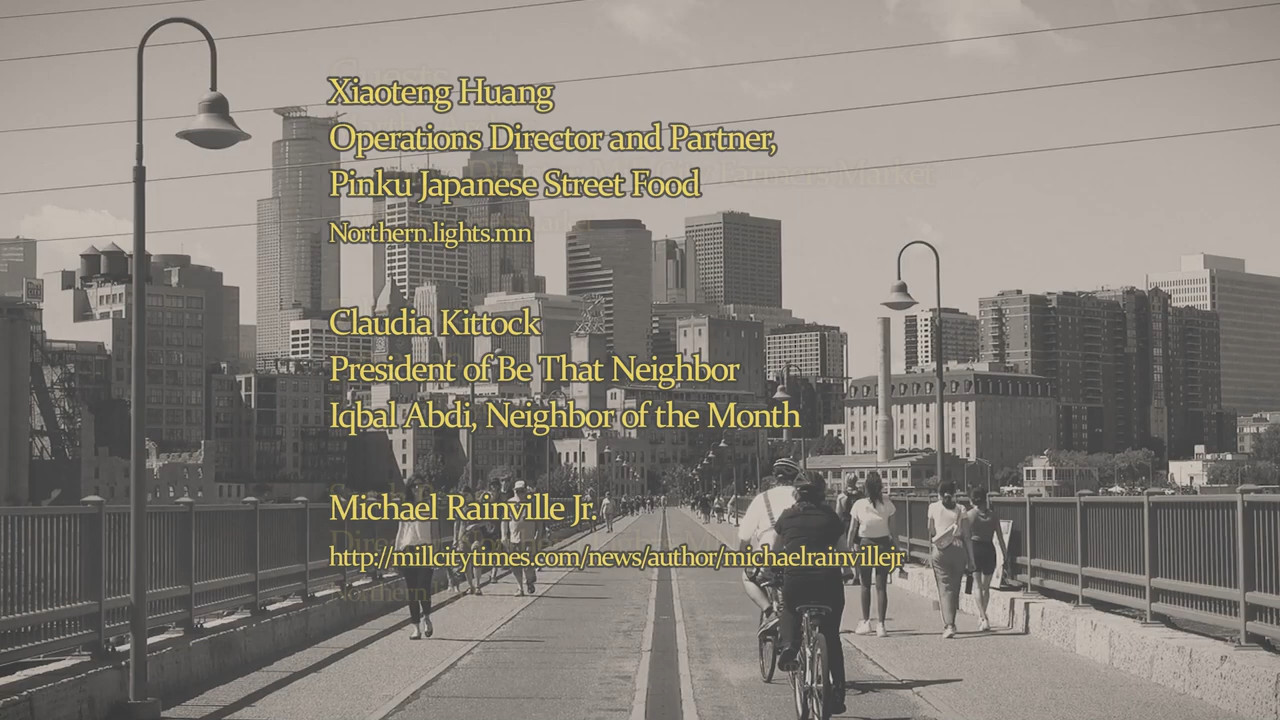 Xiaoteng Huang
Operations Director and Partner,
Pinku Japanese Street Food
Northern.lights.mn
Claudia Kittock
President of Be That Neighbor
Iqbal Abdi, Neighbor of the Month
Michael Rainville Jr.
http://millcitytimes.com/news/author/michaelrainvillejr